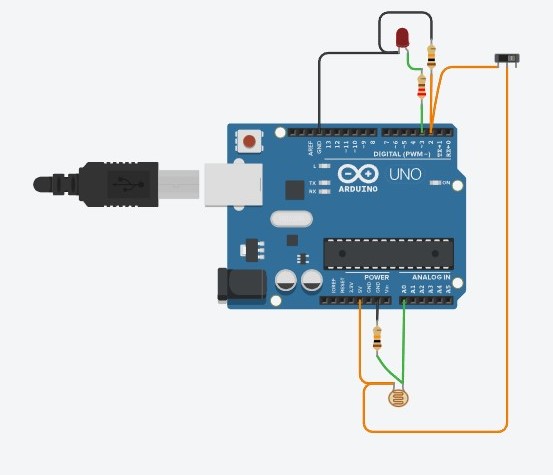 AREF
GND
13
12
~11
~10
~9
8
7
~6
~5
4
~3
2
TX→1
RX←0
DIGITAL (PWM~)
L
TX
RX
ARDUINO
UNO
ON
POWER
ANALOG IN
IOREF
RESET
3.3V
5V
GND
GND
Vin
A0
A1
A2
A3
A4
A5